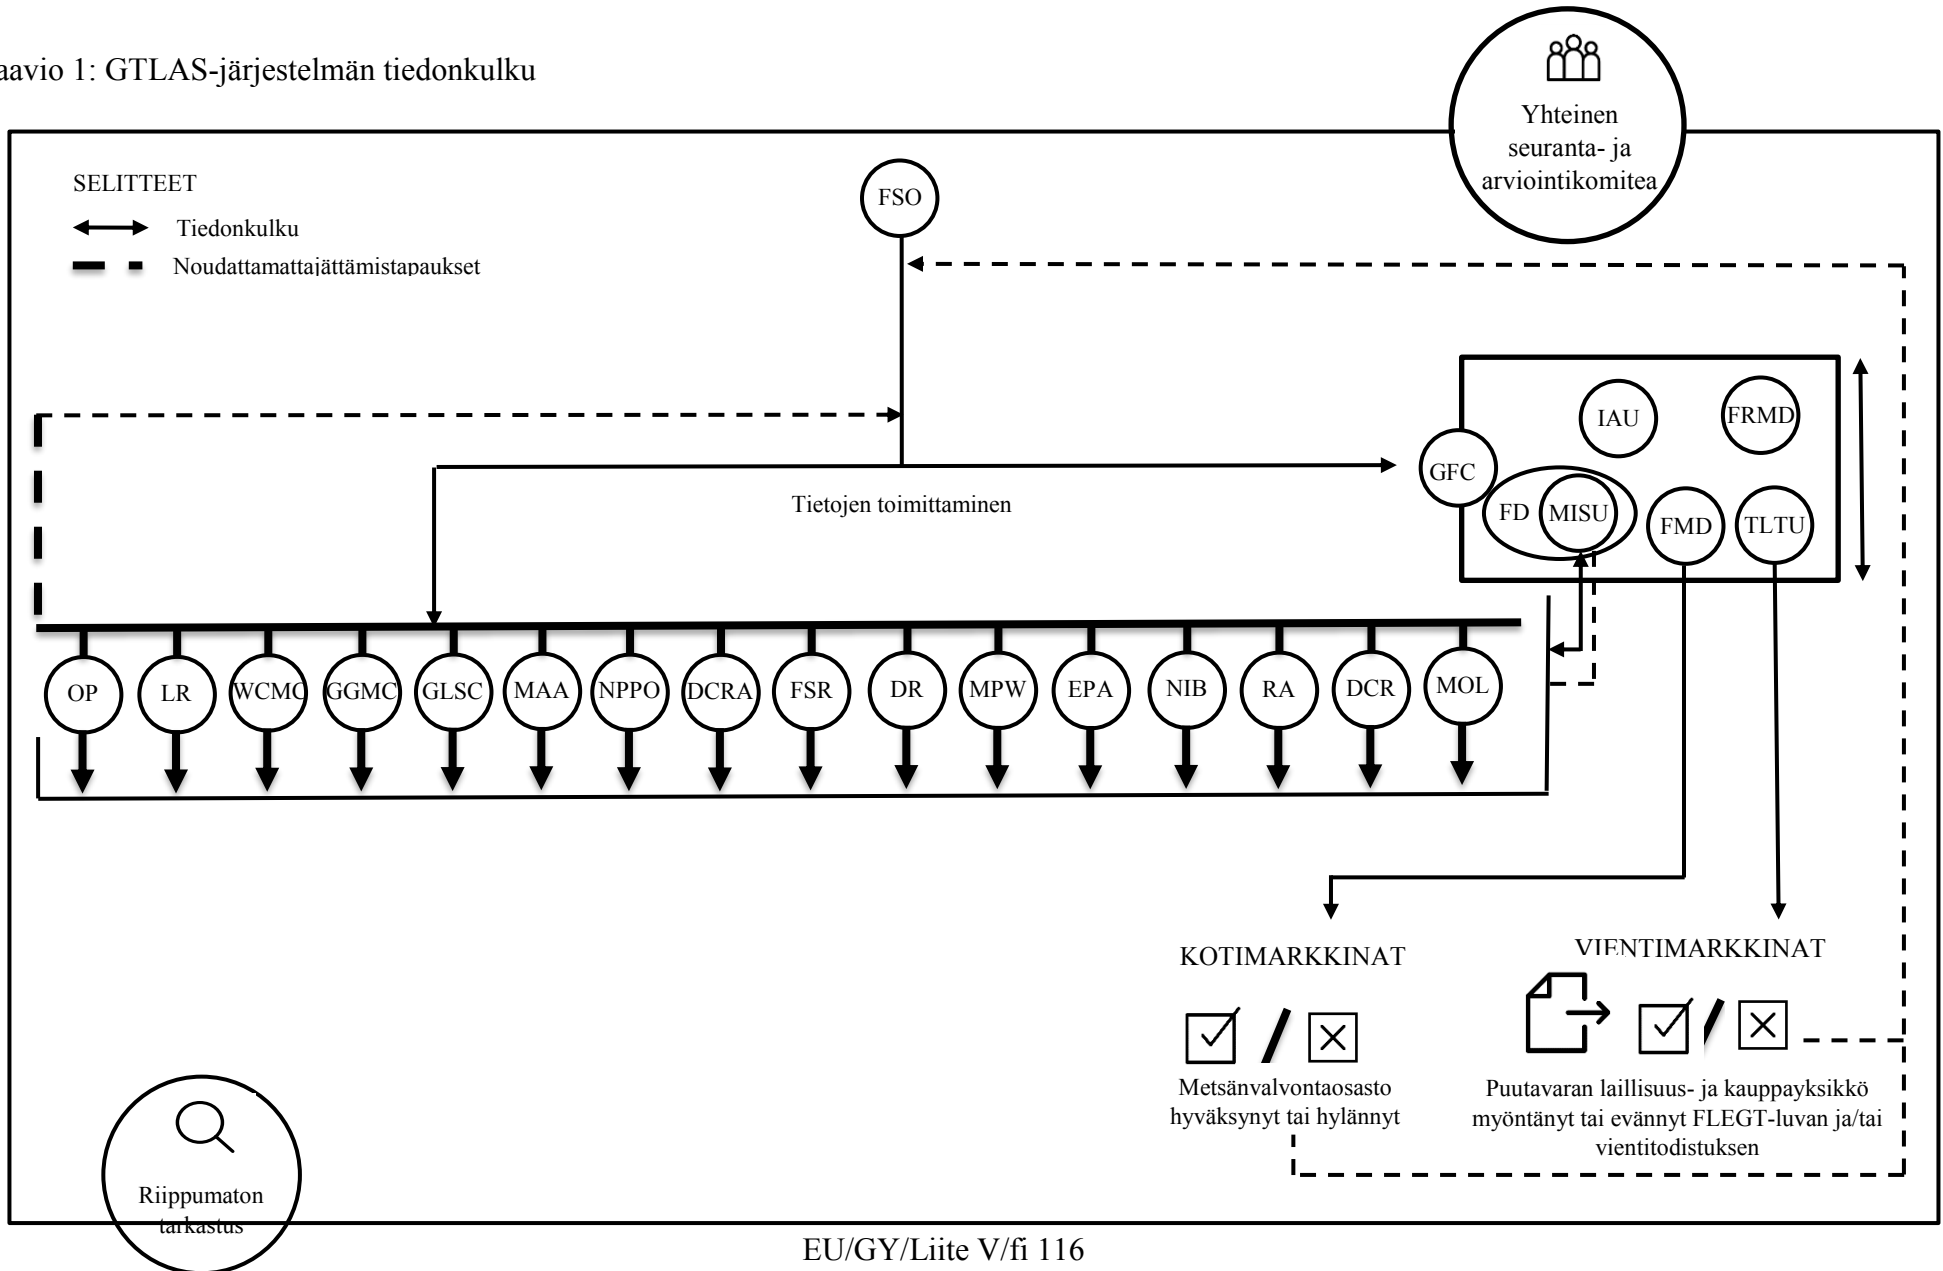 aavio 1: GTLAS-järjestelmän tiedonkulku
Yhteinen
seuranta- ja
arviointikomitea
SELITTEET
Tiedonkulku
Noudattamattajättämistapaukset
FSO
IAU
FRMD
GFC
FD
MISU
FMD
TLTU
Tietojen toimittaminen
OP
LR
WCMC
GGMC
GLSC
MAA
NPPO
DCRA
FSR
DR
MPW
EPA
NIB
RA
DCR
MOL
KOTIMARKKINAT
Metsänvalvontaosasto
hyväksynyt tai hylännyt
VIENTIMARKKINAT
Puutavaran laillisuus- ja kauppayksikkö
myöntänyt tai evännyt FLEGT-luvan ja/tai
vientitodistuksen
Riippumaton
tarkastus
EU/GY/Liite V/fi 116